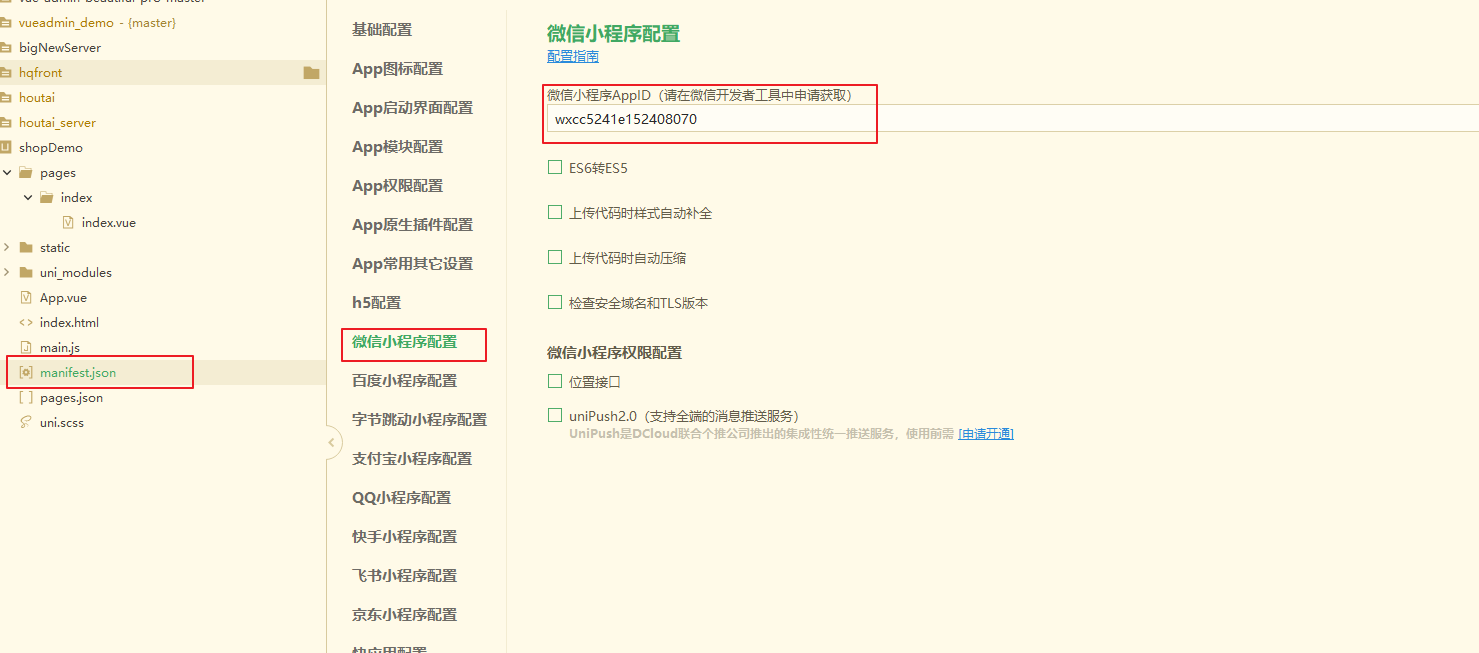 vueadmin_demo - {master}
bigNewServer
hqfront
houtai
houtai_server
shopDemo
pages
index
index.vue
static
uni_modules
App.vue
index.html
main.js
manifest.json
pages.json
uni.scss
基础配置
App图标配置
App启动界面配置
App模块配置
App权限配置
App原生插件配置
App常用其它设置
h5配置
微信小程序配置
百度小程序配置
字节跳动小程序配置
支付宝小程序配置
QQ小程序配置
快手小程序配置
飞书小程序配置
京东小程序配置
快应用配置
微信小程序配置
配置指南
微信小程序AppID（请在微信开发者工具中申请获取）
wxcc5241e152408070
ES6转ES5
上传代码时样式自动补全
上传代码时自动压缩
检查安全域名和TLS版本
微信小程序权限配置
位置接口
uniPush2.0（支持全端的消息推送服务）
UniPush是DCloud联合个推公司推出的集成性统一推送服务，使用前需 [申请开通]